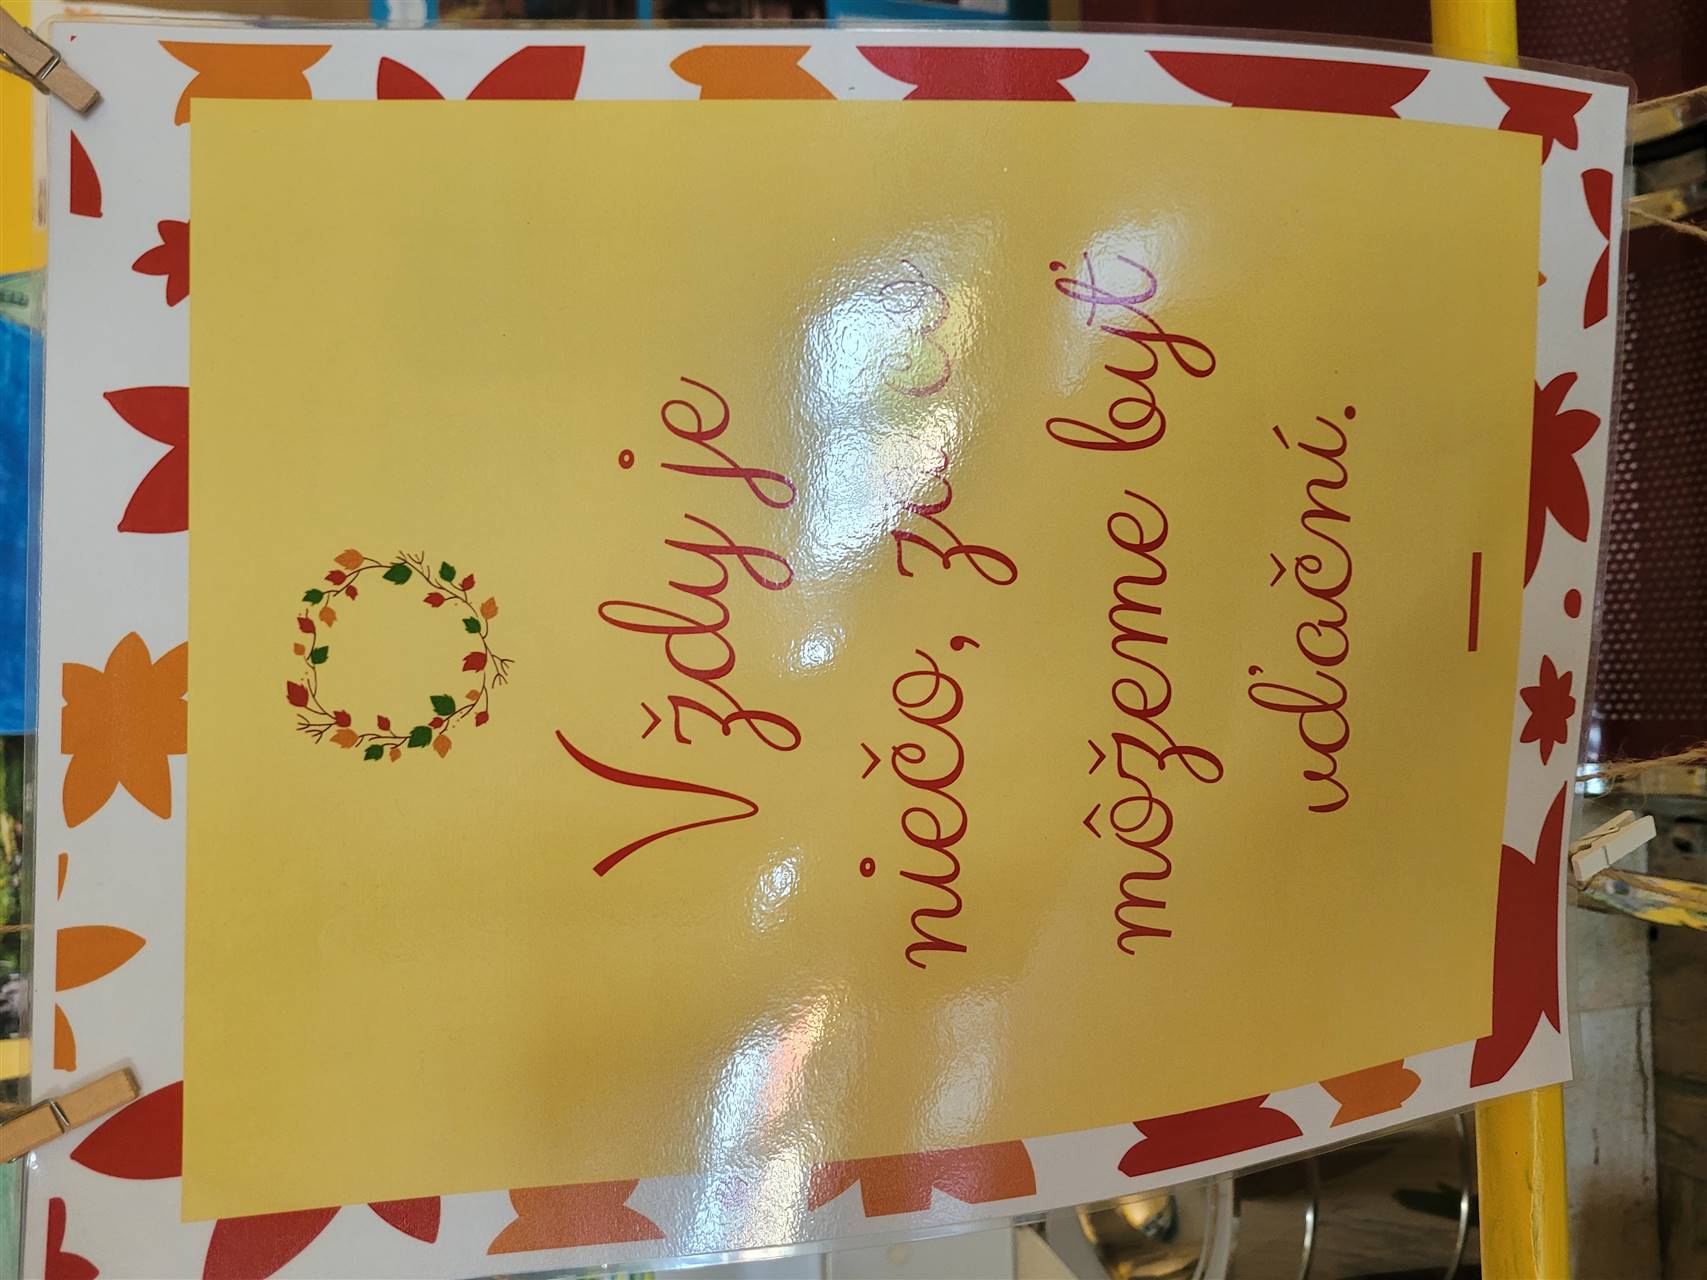 Vždy je
niečo, za čo
môžeme byť
vďační.